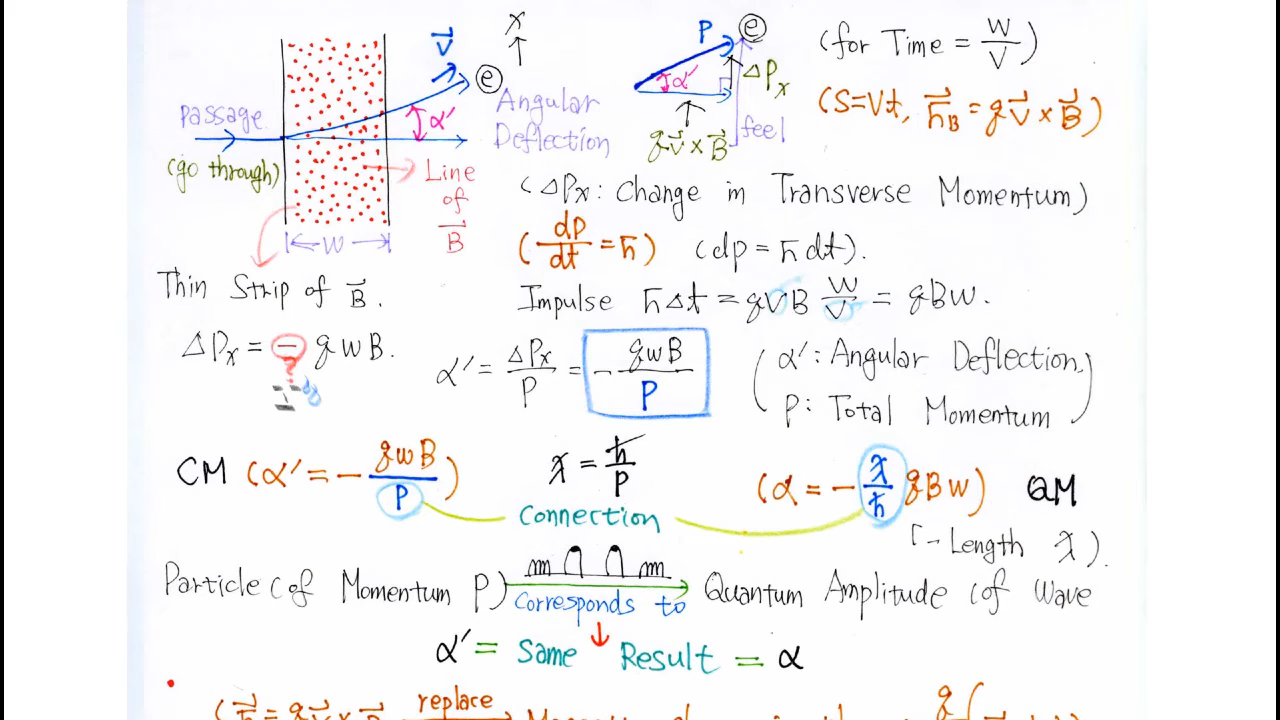 x
V⃗
e
Passage
(go through)
α'
Angular
Deflection
Line
of
B⃗
← w →
Thin Strip of B⃗.
P
e
α'
ΔPx
qV⃗ × B⃗
feel
(for Time = W/V)
(S=Vt, F⃗B = qV⃗ × B⃗)
(ΔPx: Change in Transverse Momentum)
(dp/dt = F) (dp = F dt).
Impulse FΔt = qVB W/V = qBw.
ΔPx = - qwB.
?
α' = ΔPx/P = - qwB/P
(α': Angular Deflection,
P: Total Momentum)
CM (α' = - qwB/P)
ƛ = ħ/P
(α = - ƛ/ħ qBw) QM
Connection
- Length ƛ).
Particle (of Momentum P)
Corresponds to
Quantum Amplitude (of Wave
α' = Same Result = α
replace